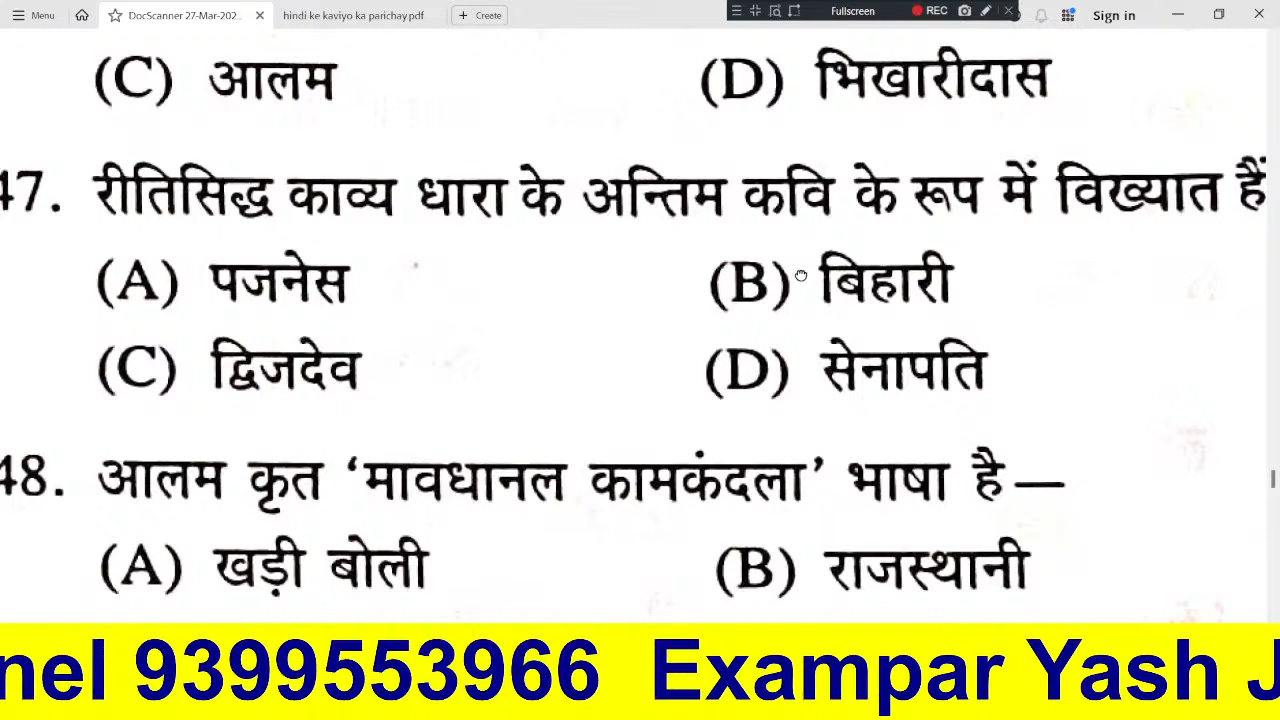 Menu DocScanner 27-Mar-202... hindi ke kaviyo ka parichay.pdf Create Fullscreen REC Sign in
(C) आलम (D) भिखारीदास
47. रीतिसिद्ध काव्य धारा के अन्तिम कवि के रूप में विख्यात हैं
(A) पजनेस (B) बिहारी
(C) द्विजदेव (D) सेनापति
48. आलम कृत ‘मावधानल कामकंदला’ भाषा है —
(A) खड़ी बोली (B) राजस्थानी
nel 9399553966 Exampar Yash J